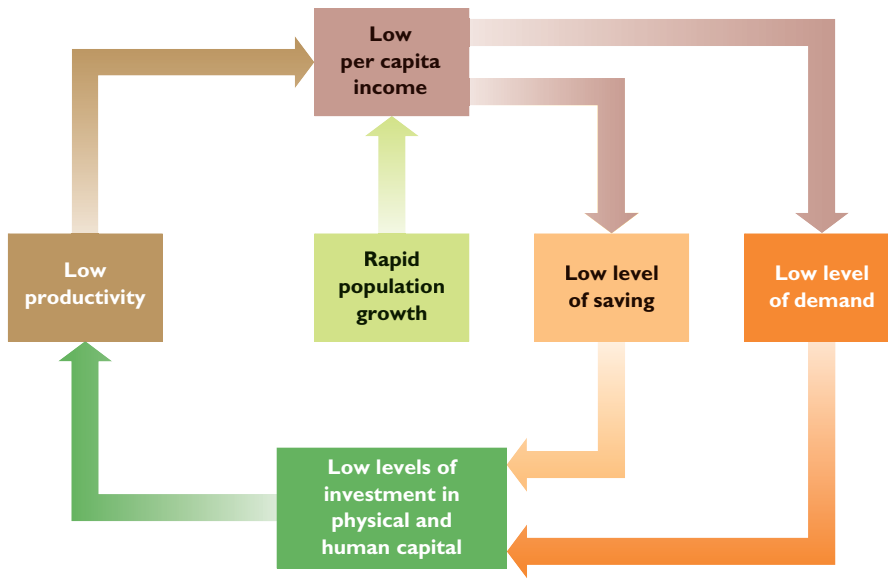 Low
per capita
income
Low
productivity
Rapid
population
growth
Low level
of saving
Low level
of demand
Low levels of
investment in
physical and
human capital